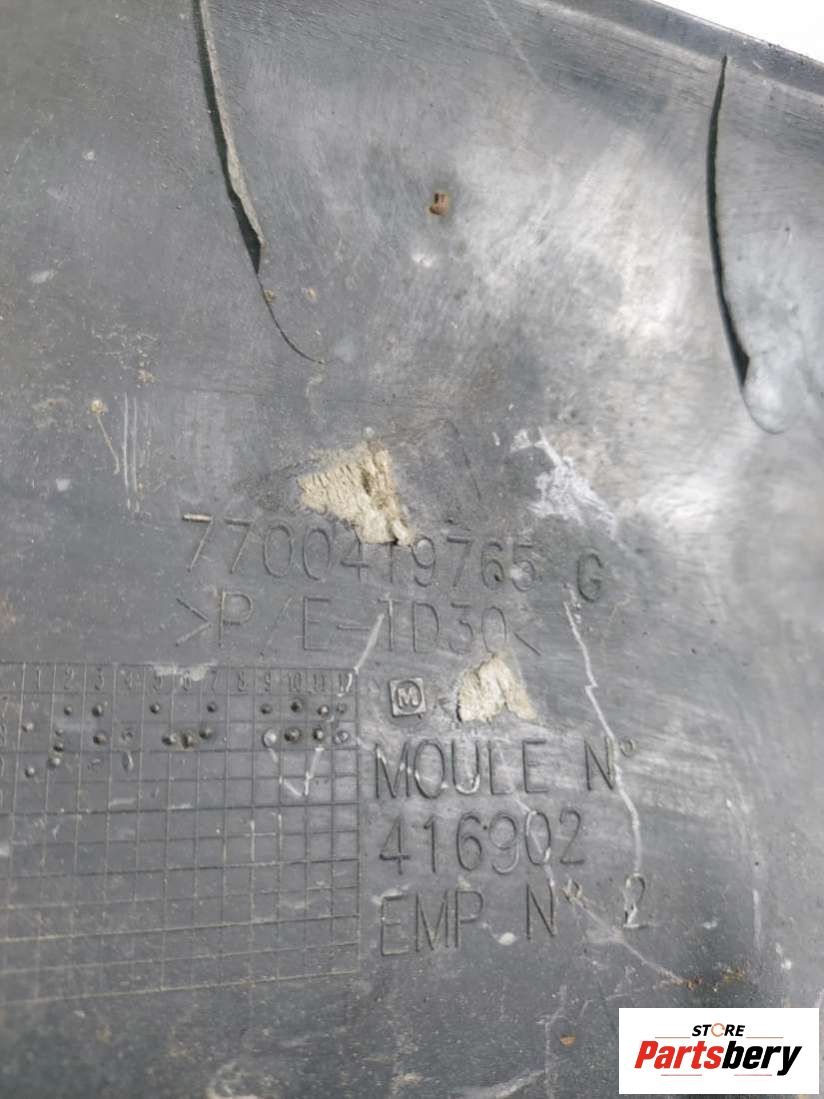 7700419765 G
>P/E-TD30<
1 2 3 4 5 6 7 8 9 10 11 12
M
MOULE N°
416902
EMP N° 2
STORE
Partsbery